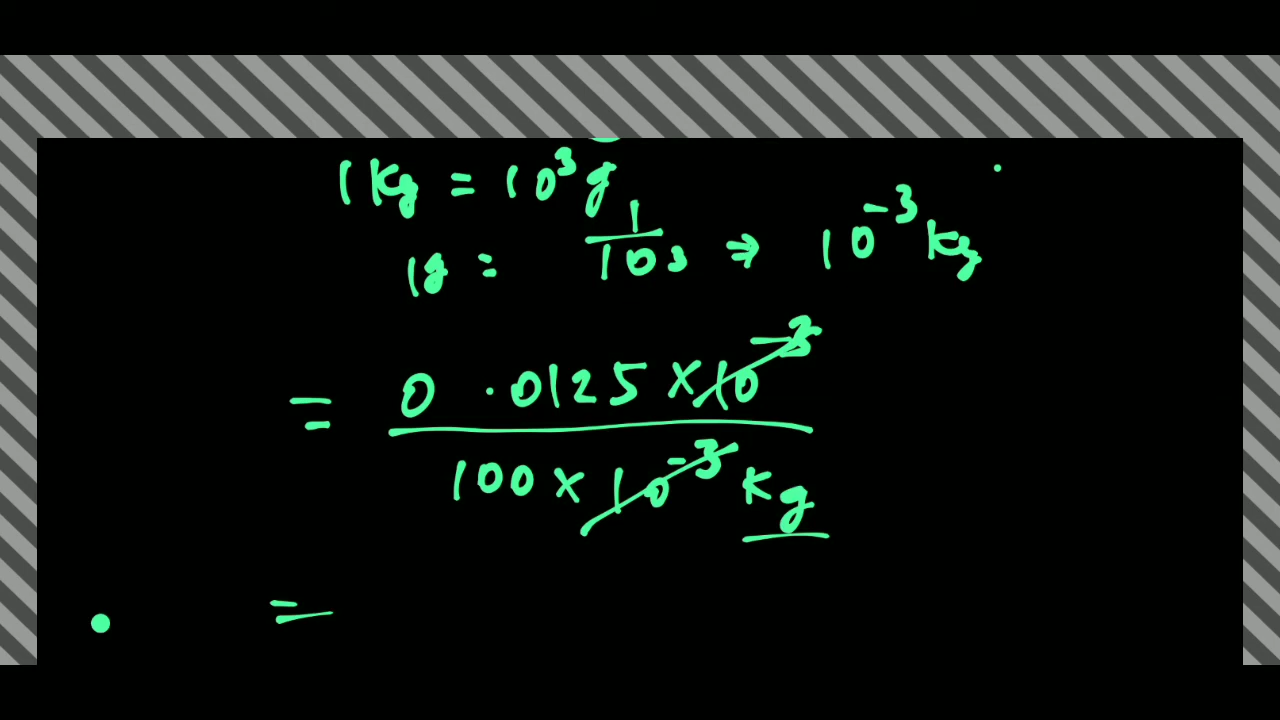 1 Kg = 10³ g
1g = 1/10³ ⇒ 10⁻³ Kg
= 0.0125 × 10⁻³ / 100 × 10⁻³ Kg
=